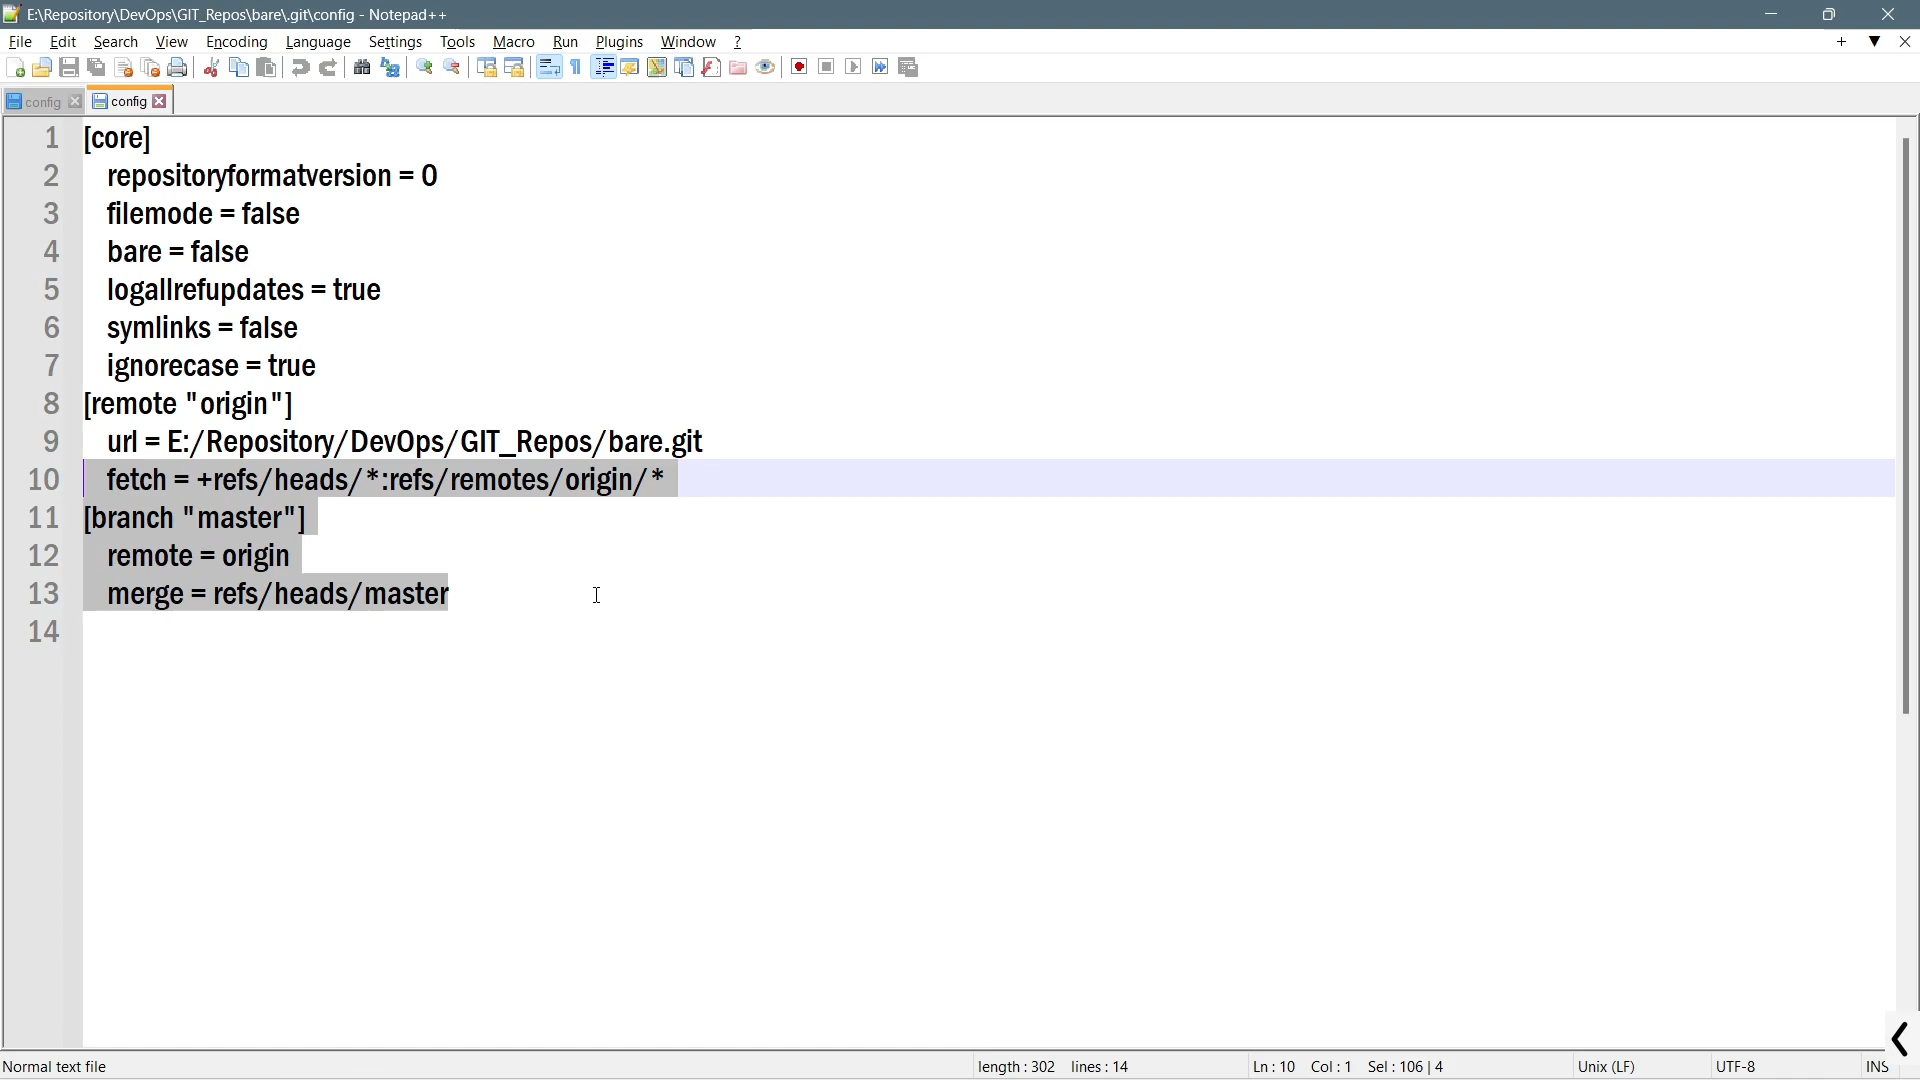 E:\Repository\DevOps\GIT_Repos\bare\.git\config - Notepad++
File Edit Search View Encoding Language Settings Tools Macro Run Plugins Window ?
config config
1 [core]
2 repositoryformatversion = 0
3 filemode = false
4 bare = false
5 logallrefupdates = true
6 symlinks = false
7 ignorecase = true
8 [remote "origin"]
9 url = E:/Repository/DevOps/GIT_Repos/bare.git
10 fetch = +refs/heads/*:refs/remotes/origin/*
11 [branch "master"]
12 remote = origin
13 merge = refs/heads/master
14
Normal text file length : 302 lines : 14 Ln : 10 Col : 1 Sel : 106 | 4 Unix (LF) UTF-8 INS